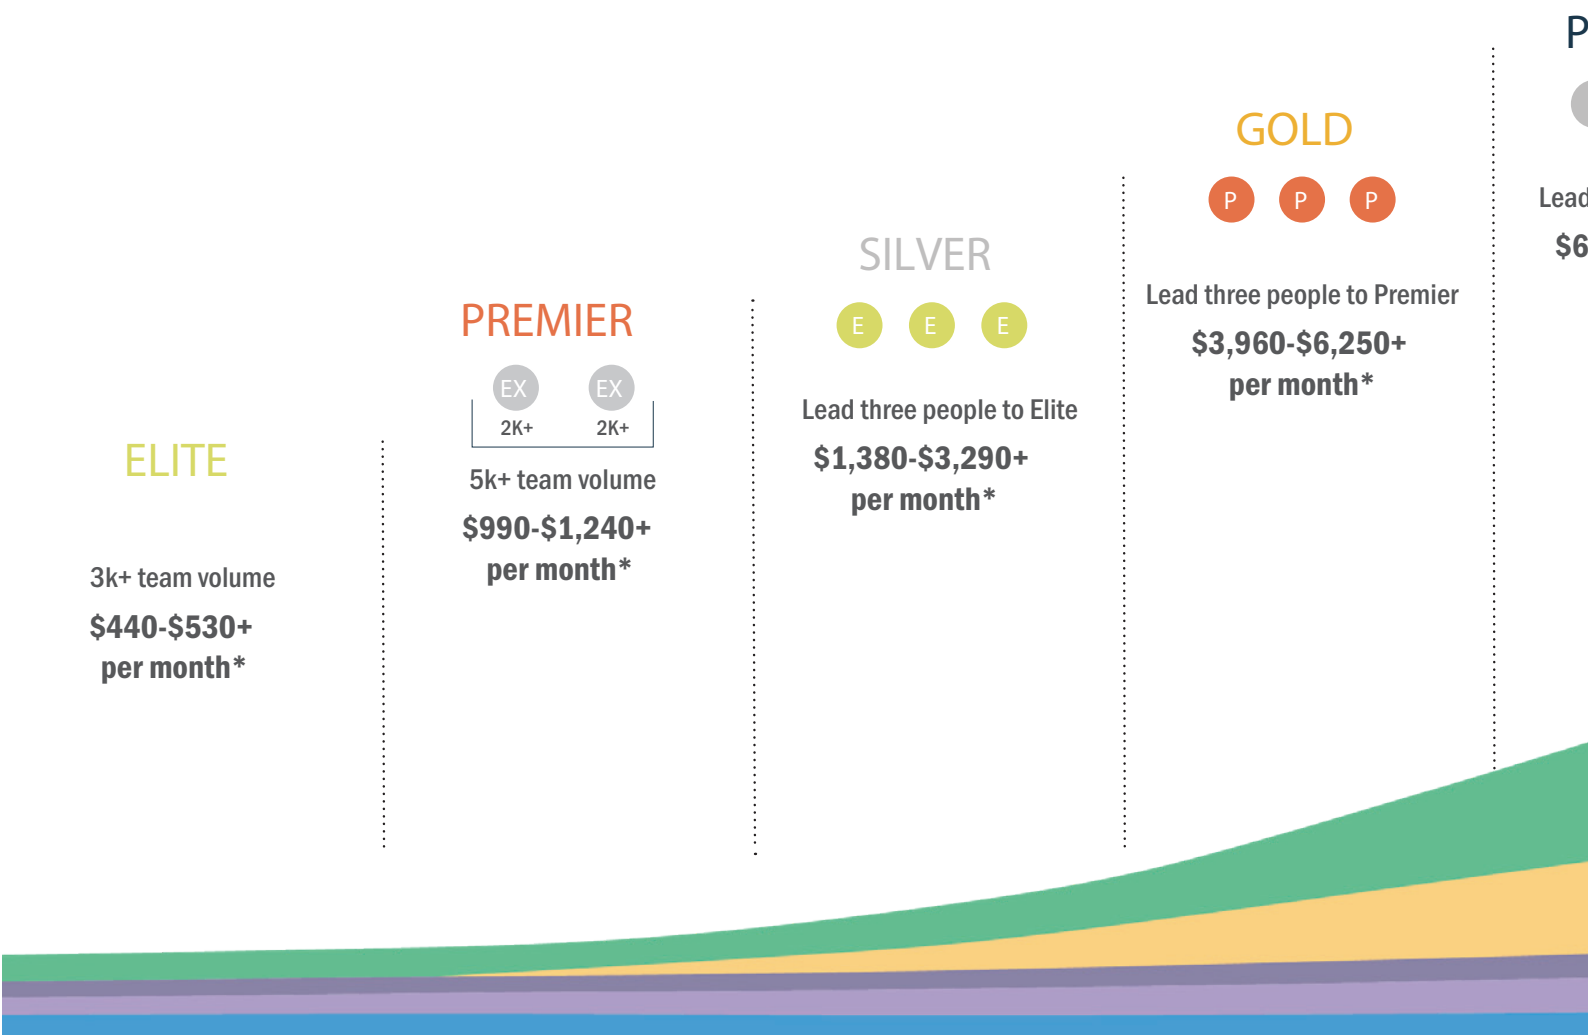 ELITE
3k+ team volume
$440-$530+
per month*
PREMIER
EX EX
2K+ 2K+
5k+ team volume
$990-$1,240+
per month*
SILVER
E E E
Lead three people to Elite
$1,380-$3,290+
per month*
GOLD
P P P
Lead three people to Premier
$3,960-$6,250+
per month*
P
Lead
$6